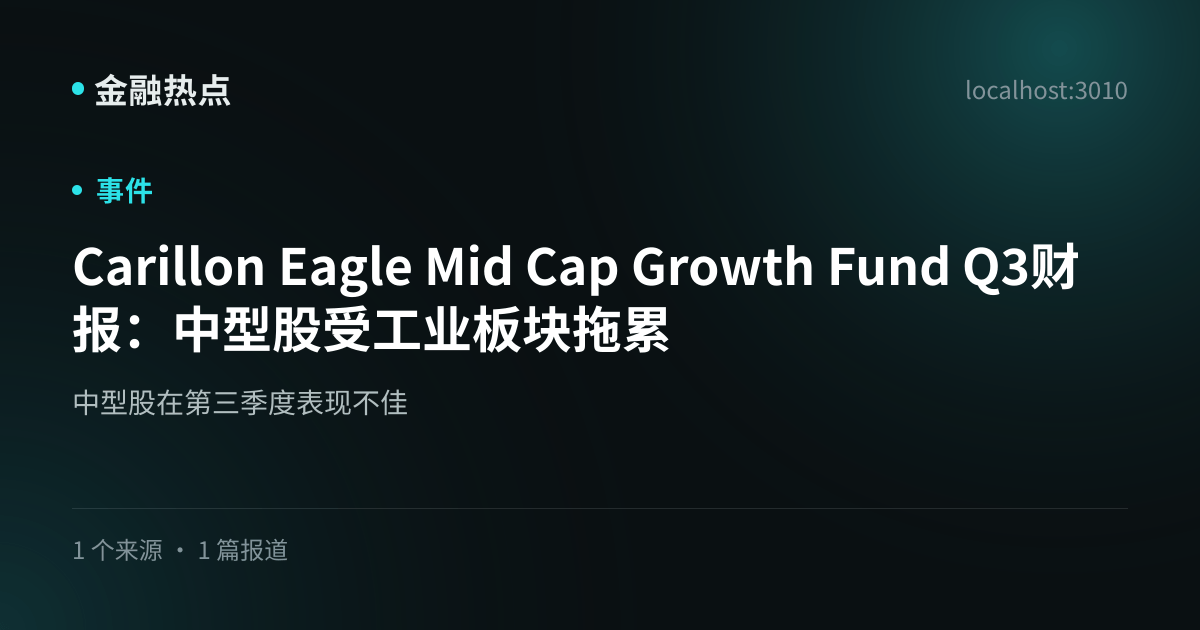 金融热点
localhost:3010
事件
Carillon Eagle Mid Cap Growth Fund Q3财
报：中型股受工业板块拖累
中型股在第三季度表现不佳
1 个来源 · 1 篇报道